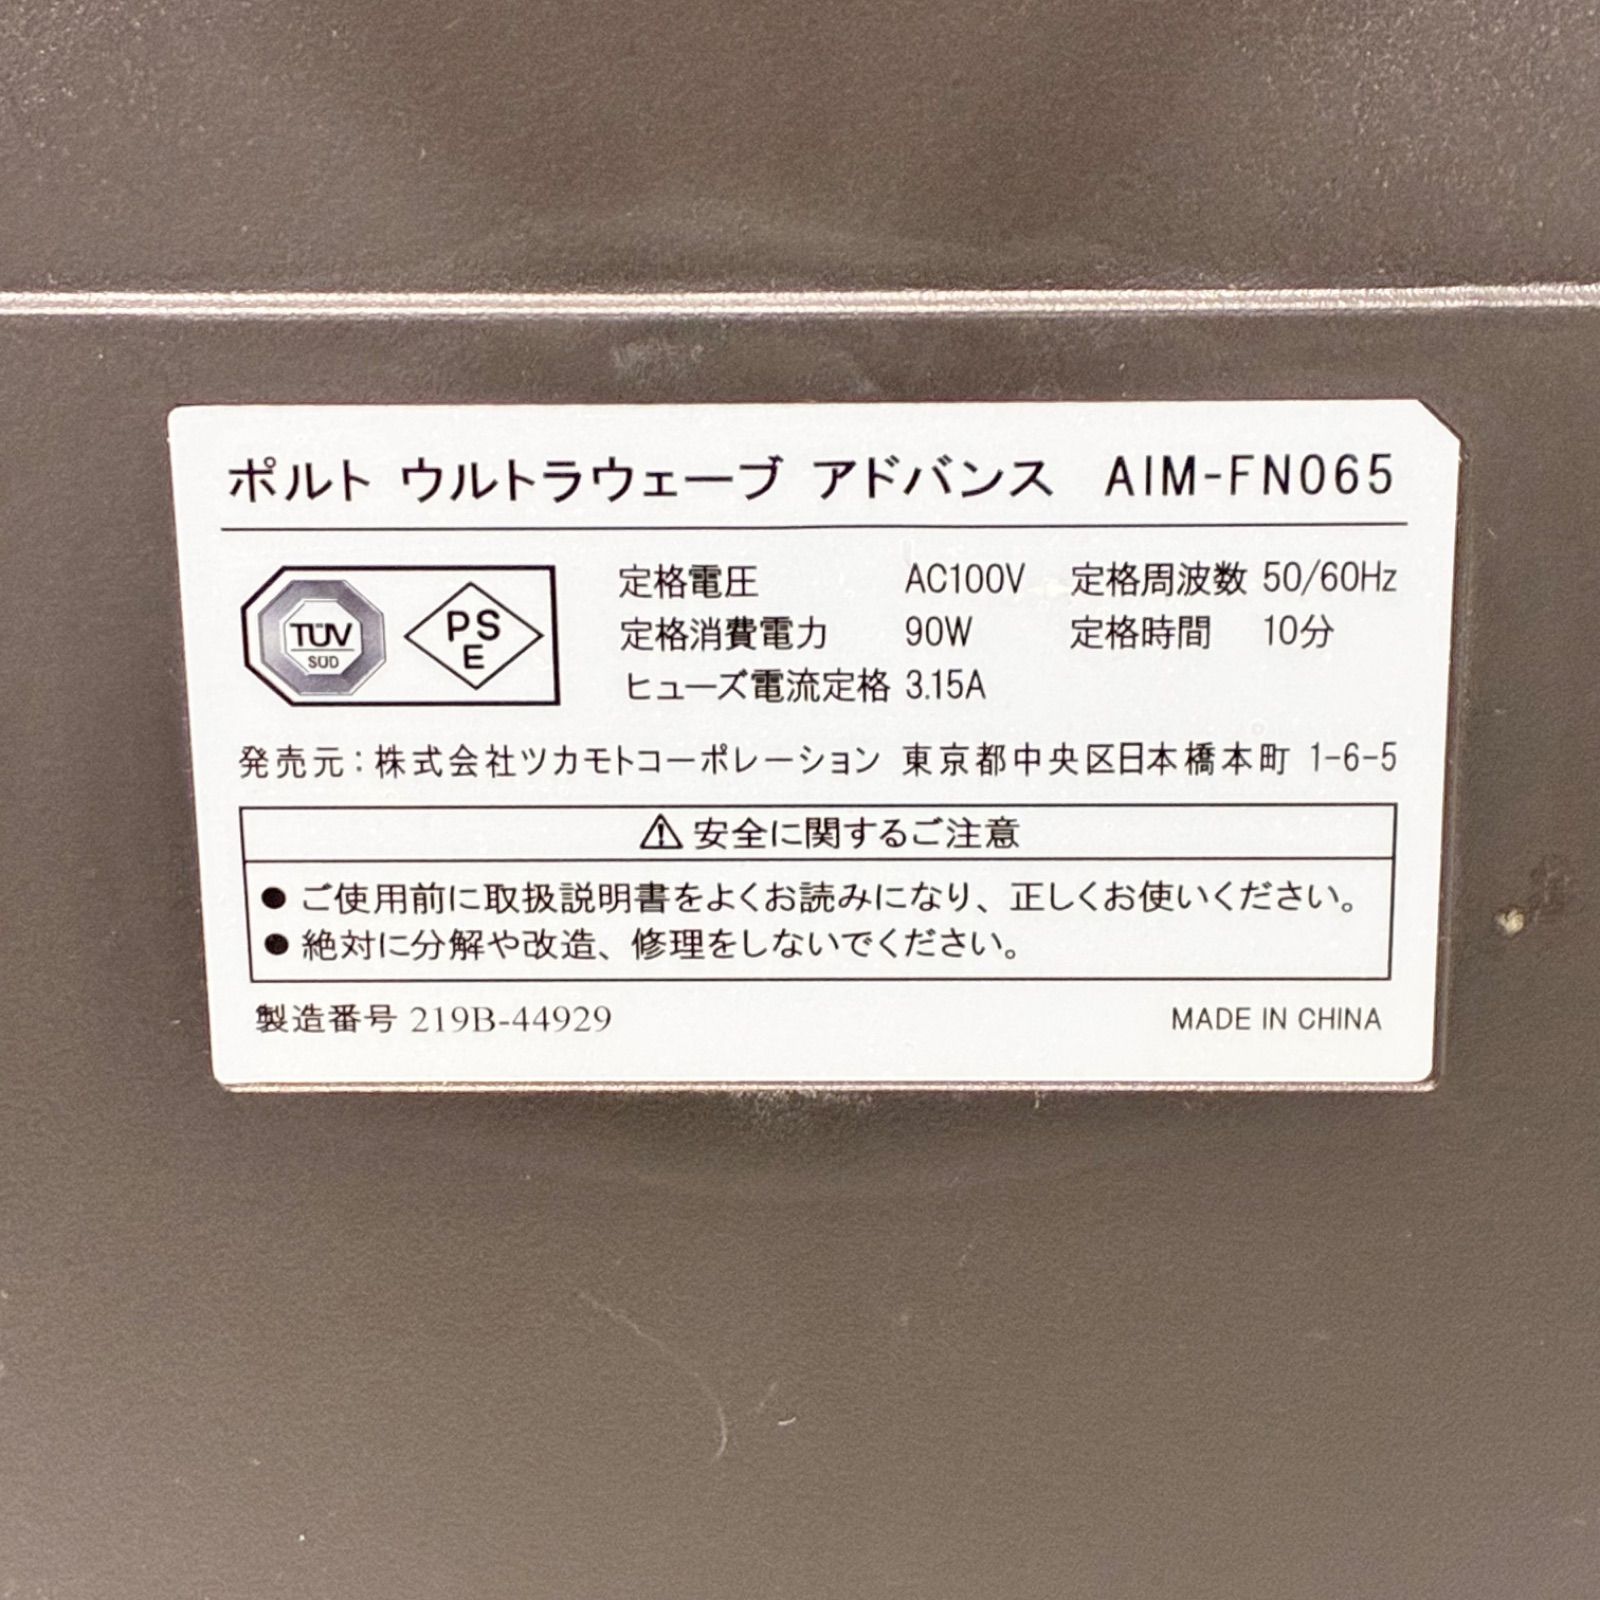 ポルト ウルトラウェーブ アドバンス AIM-FN065
TÜV
SÜD
PS
E
定格電圧 AC100V 定格周波数 50/60Hz
定格消費電力 90W 定格時間 10分
ヒューズ電流定格 3.15A
発売元：株式会社ツカモトコーポレーション 東京都中央区日本橋本町 1-6-5
⚠安全に関するご注意
●ご使用前に取扱説明書をよくお読みになり、正しくお使いください。
●絶対に分解や改造、修理をしないでください。
製造番号 219B-44929 MADE IN CHINA